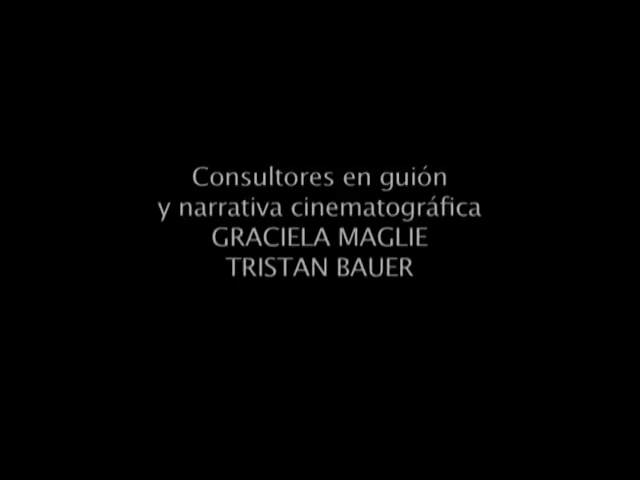 Consultores en guión
y narrativa cinematográfica
GRACIELA MAGLIE
TRISTAN BAUER